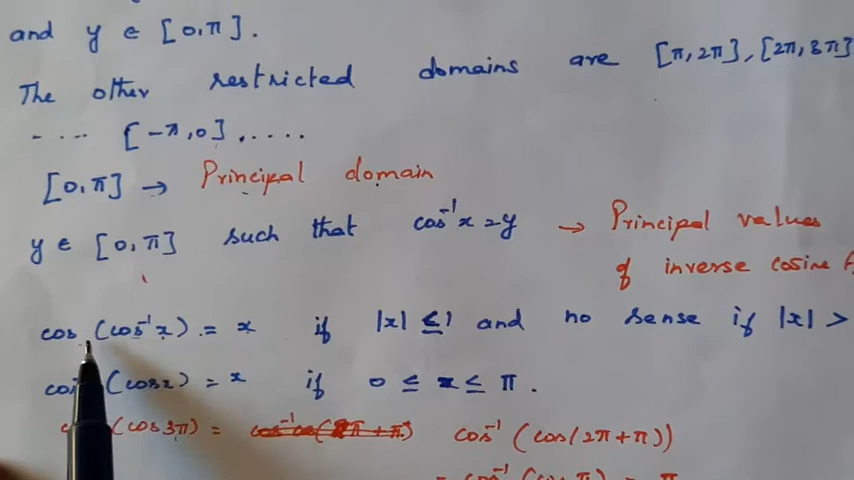 and y ∈ [0,π].
The other restricted domains are [π, 2π], [2π, 3π]
.... [-π, 0], ....
[0,π] → Principal domain
y ∈ [0,π] such that cos⁻¹x = y → Principal values
of inverse cosine
cos (cos⁻¹x) = x if |x| ≤ 1 and no sense if |x| >
(cos x) = x if 0 ≤ x ≤ π.
(cos 3π) = cos⁻¹ (cos(2π+π))
= cos⁻¹ (cos π) = π